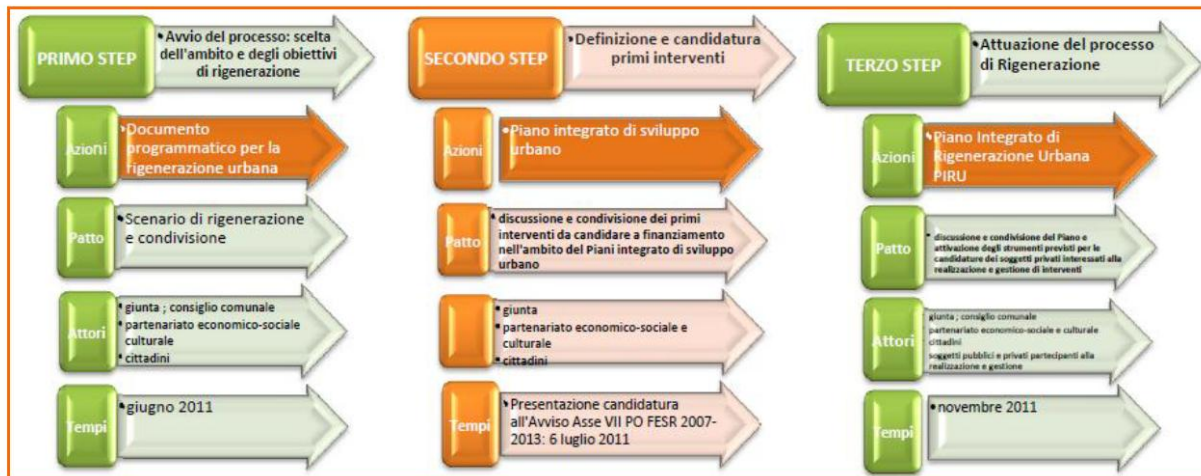 PRIMO STEP
Avvio del processo: scelta
dell'ambito e degli obiettivi
di rigenerazione
Azioni
Documento
programmatico per la
rigenerazione urbana
Patto
Scenario di rigenerazione
e condivisione
Attori
giunta ; consiglio comunale
partenariato economico-sociale
culturale
cittadini
Tempi
giugno 2011
SECONDO STEP
Definizione e candidatura
primi interventi
Azioni
Piano integrato di sviluppo
urbano
Patto
discussione e condivisione dei primi
interventi da candidare a finanziamento
nell'ambito del Piani integrato di sviluppo
urbano
giunta
partenariato economico-sociale e
culturale
cittadini
Tempi
Presentazione candidatura
all'Avviso Asse VII PO FESR 2007-
2013: 6 luglio 2011
TERZO STEP
Attuazione del processo
di Rigenerazione
Azioni
Piano Integrato di
Rigenerazione Urbana
PIRU
Patto
discussione e condivisione del Piano e
attivazione degli strumenti previsti per le
candidature dei soggetti privati interessati alla
realizzazione e gestione di interventi
Attori
giunta ; consiglio comunale
partenariato economico-sociale e culturale
cittadini
soggetti pubblici e privati partecipanti alla
realizzazione e gestione
Tempi
novembre 2011